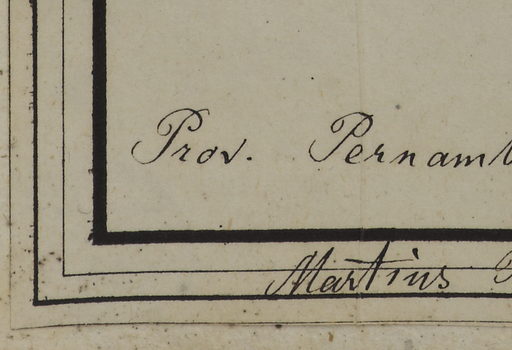 Prov. Pernamb
Martius